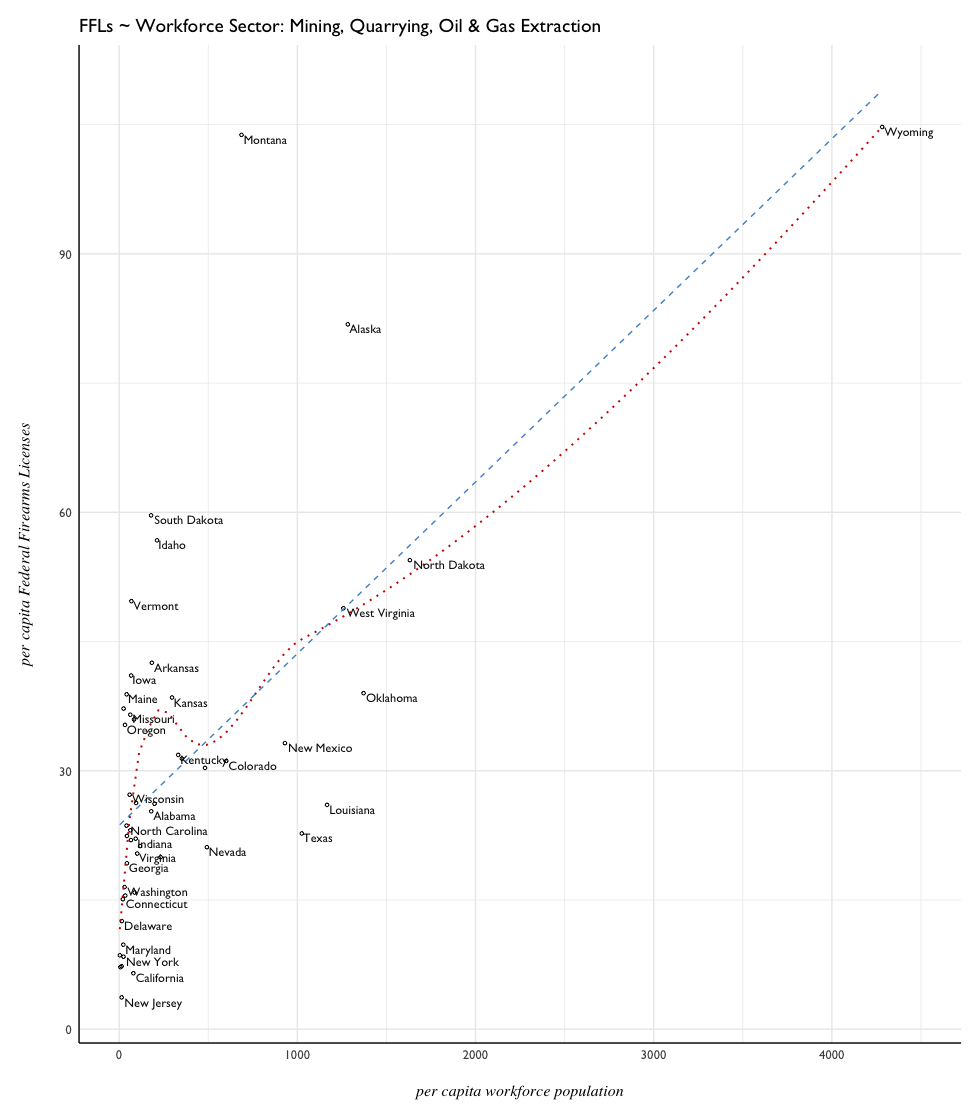 FFLs ~ Workforce Sector: Mining, Quarrying, Oil & Gas Extraction
per capita Federal Firearms Licenses
Montana
Wyoming
90
Alaska
60
South Dakota
Idaho
North Dakota
Vermont
West Virginia
Arkansas
Iowa
Maine
Kansas
Oklahoma
Missouri
Oregon
New Mexico
Kentucky
Colorado
30
Wisconsin
Louisiana
Alabama
North Carolina
Texas
Indiana
Nevada
Virginia
Georgia
Washington
Connecticut
Delaware
Maryland
New York
California
New Jersey
0
0 1000 2000 3000 4000
per capita workforce population